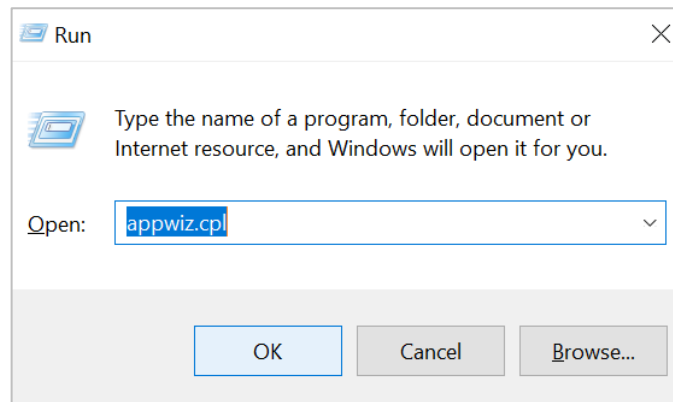 Run
Type the name of a program, folder, document or
Internet resource, and Windows will open it for you.
Open: appwiz.cpl
OK Cancel Browse...